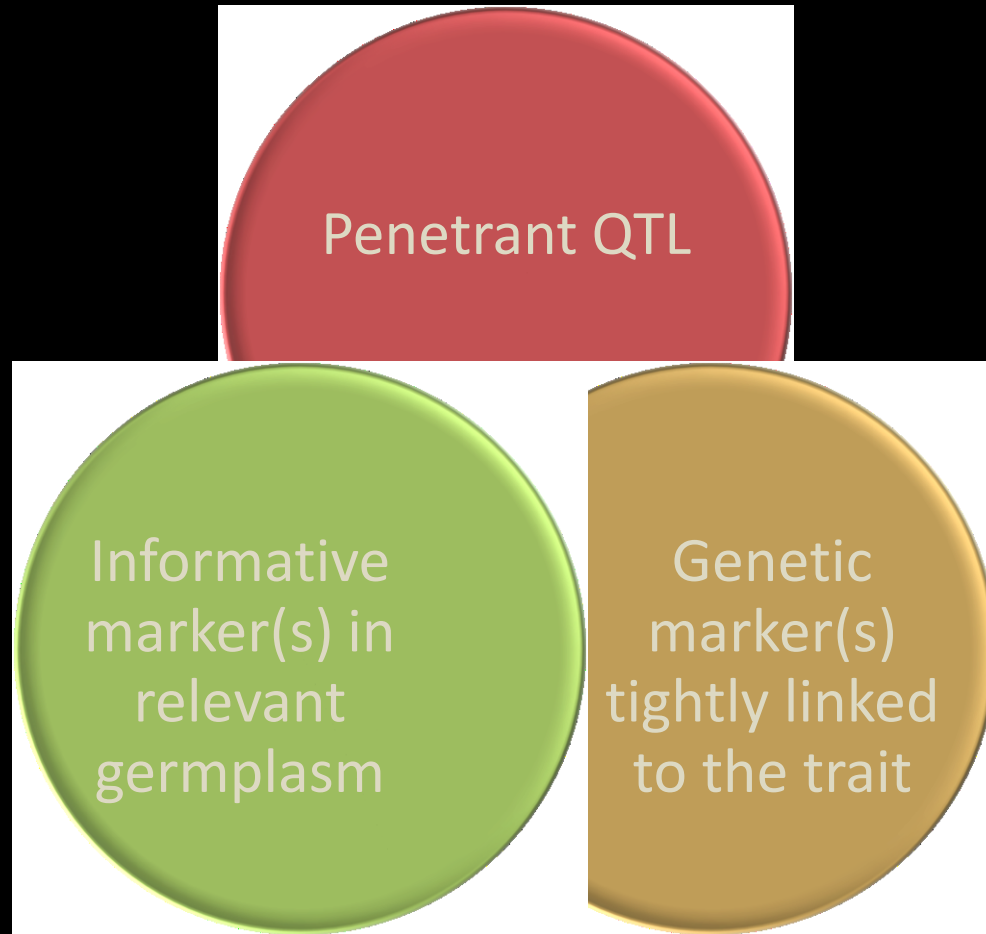 Penetrant QTL
Informative
marker(s) in
relevant
germplasm
Genetic
marker(s)
tightly linked
to the trait